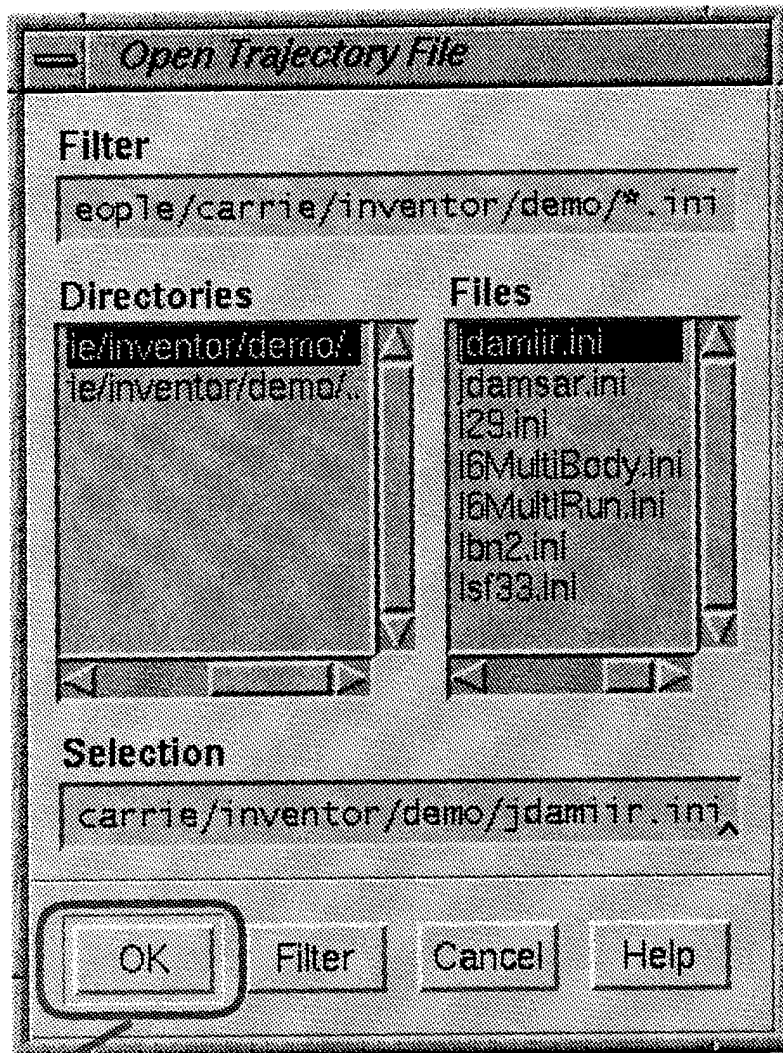 Open Trajectory File
Filter
eople/carrie/inventor/demo/*.ini
Directories
ie/inventor/demo/.
ie/inventor/demo/..
Files
jdamiir.ini
jdamsar.ini
l29.ini
l6MultiBody.ini
l6MultiRun.ini
lbn2.ini
lsf33.ini
Selection
carrie/inventor/demo/jdamiir.ini
OK
Filter
Cancel
Help